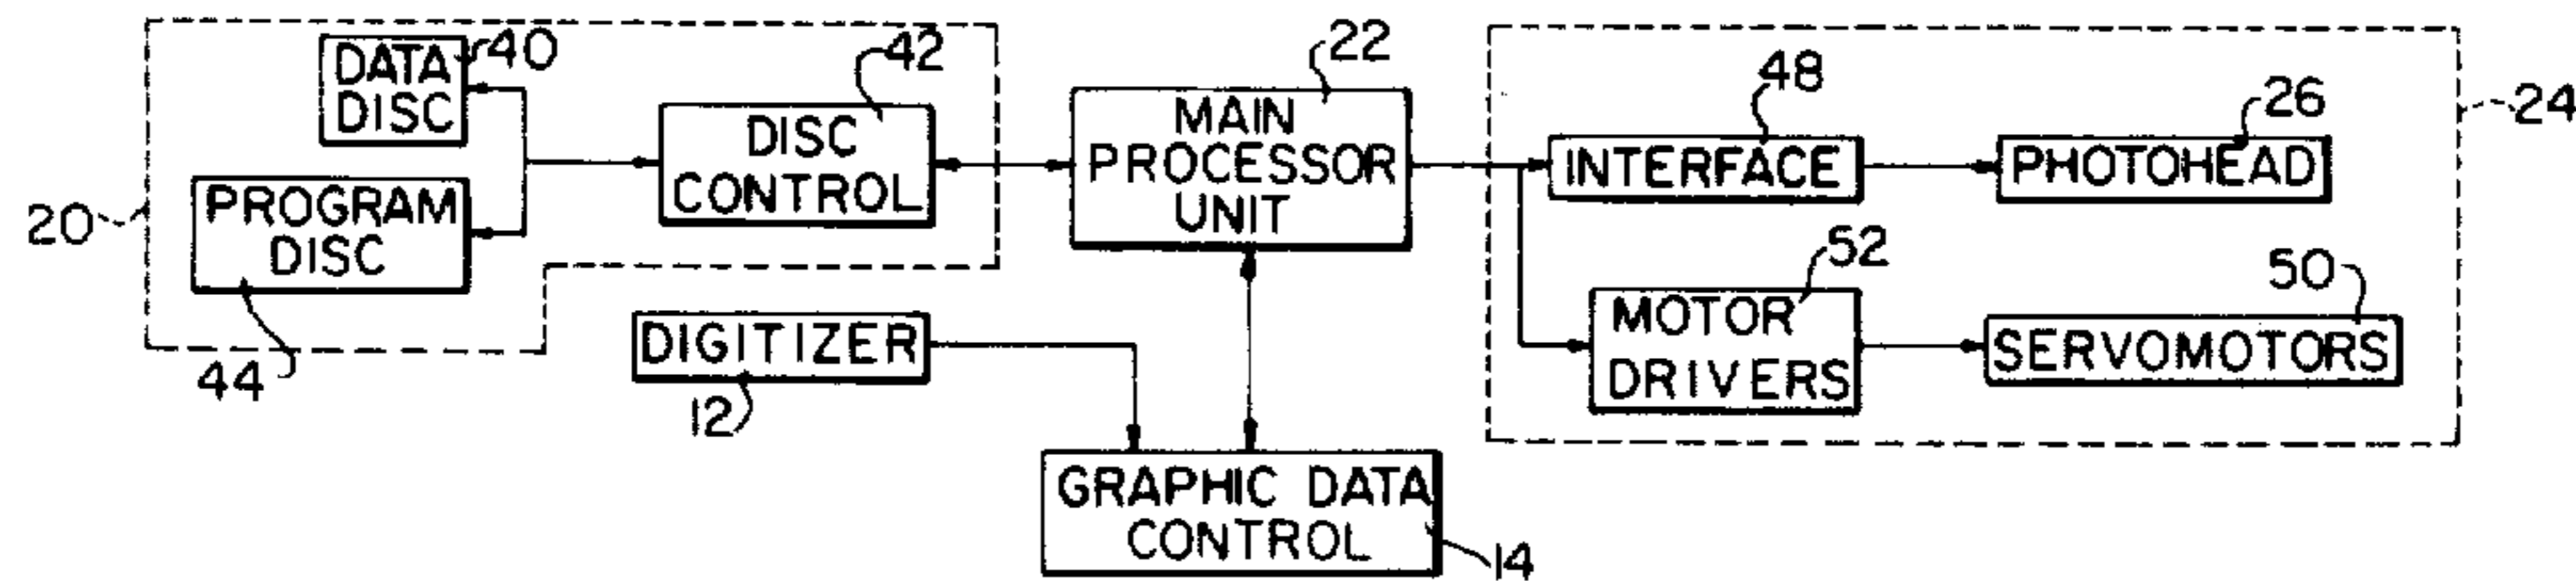 DATA
DISC
40
DISC
CONTROL
42
PROGRAM
DISC
44
20
MAIN
PROCESSOR
UNIT
22
INTERFACE
48
PHOTOHEAD
26
24
MOTOR
DRIVERS
52
SERVOMOTORS
50
DIGITIZER
12
GRAPHIC DATA
CONTROL
14